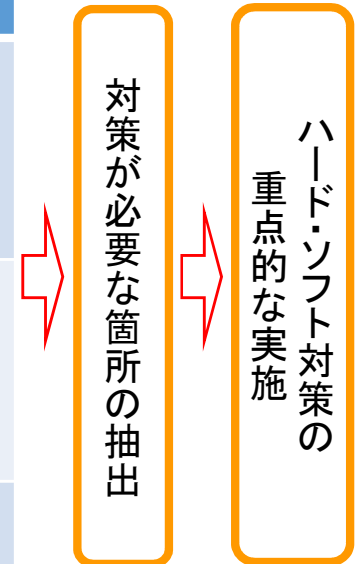 対策が必要な箇所の抽出
ハード・ソフト対策の
重点的な実施